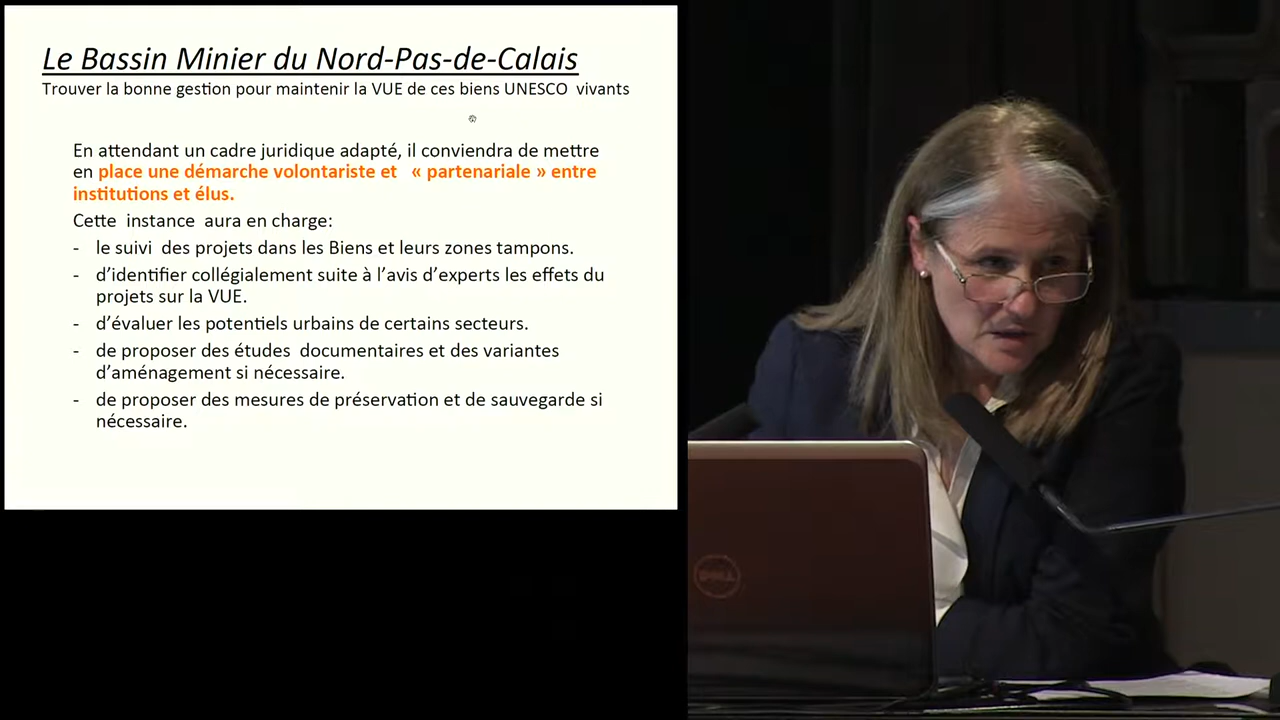 Le Bassin Minier du Nord-Pas-de-Calais
Trouver la bonne gestion pour maintenir la VUE de ces biens UNESCO vivants
En attendant un cadre juridique adapté, il conviendra de mettre
en place une démarche volontariste et « partenariale » entre
institutions et élus.
Cette instance aura en charge:
- le suivi des projets dans les Biens et leurs zones tampons.
- d’identifier collégialement suite à l’avis d’experts les effets du
projets sur la VUE.
- d’évaluer les potentiels urbains de certains secteurs.
- de proposer des études documentaires et des variantes
d’aménagement si nécessaire.
- de proposer des mesures de préservation et de sauvegarde si
nécessaire.
DELL